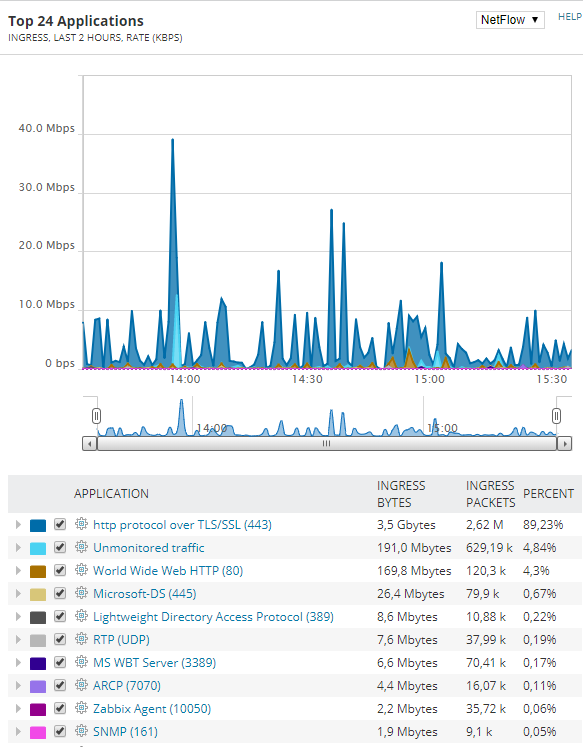 Top 24 Applications
NetFlow ▼
HELP
INGRESS, LAST 2 HOURS, RATE (KBPS)
40.0 Mbps
30.0 Mbps
20.0 Mbps
10.0 Mbps
0 bps
14:00 14:30 15:00 15:30
14:00 15:00
APPLICATION INGRESS BYTES INGRESS PACKETS PERCENT
http protocol over TLS/SSL (443) 3,5 Gbytes 2,62 M 89,23%
Unmonitored traffic 191,0 Mbytes 629,19 k 4,84%
World Wide Web HTTP (80) 169,8 Mbytes 120,3 k 4,3%
Microsoft-DS (445) 26,4 Mbytes 79,9 k 0,67%
Lightweight Directory Access Protocol (389) 8,6 Mbytes 10,88 k 0,22%
RTP (UDP) 7,6 Mbytes 37,99 k 0,19%
MS WBT Server (3389) 6,6 Mbytes 70,41 k 0,17%
ARCP (7070) 4,4 Mbytes 16,07 k 0,11%
Zabbix Agent (10050) 2,2 Mbytes 35,72 k 0,06%
SNMP (161) 1,9 Mbytes 9,1 k 0,05%